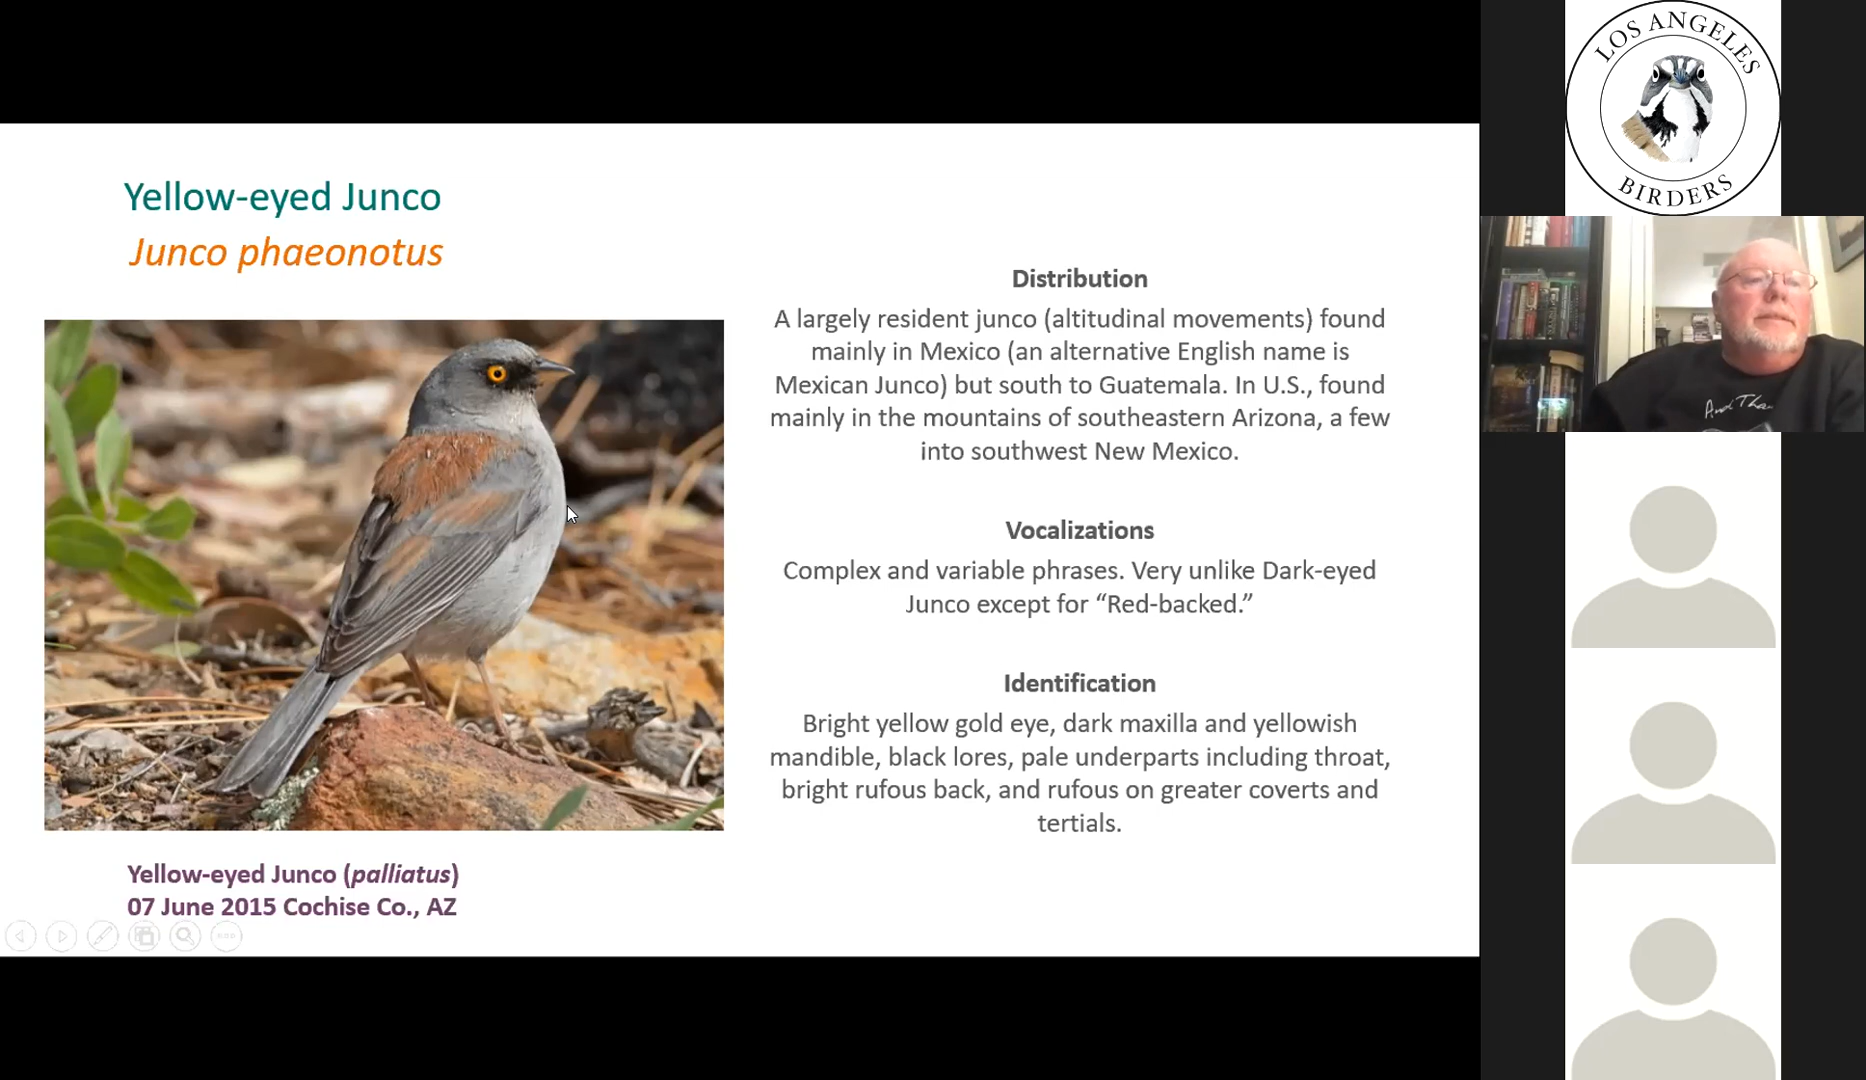 Yellow-eyed Junco
Junco phaeonotus
Distribution
A largely resident junco (altitudinal movements) found
mainly in Mexico (an alternative English name is
Mexican Junco) but south to Guatemala. In U.S., found
mainly in the mountains of southeastern Arizona, a few
into southwest New Mexico.
Vocalizations
Complex and variable phrases. Very unlike Dark-eyed
Junco except for “Red-backed.”
Identification
Bright yellow gold eye, dark maxilla and yellowish
mandible, black lores, pale underparts including throat,
bright rufous back, and rufous on greater coverts and
tertials.
Yellow-eyed Junco (palliatus)
07 June 2015 Cochise Co., AZ
LOS ANGELES
BIRDERS